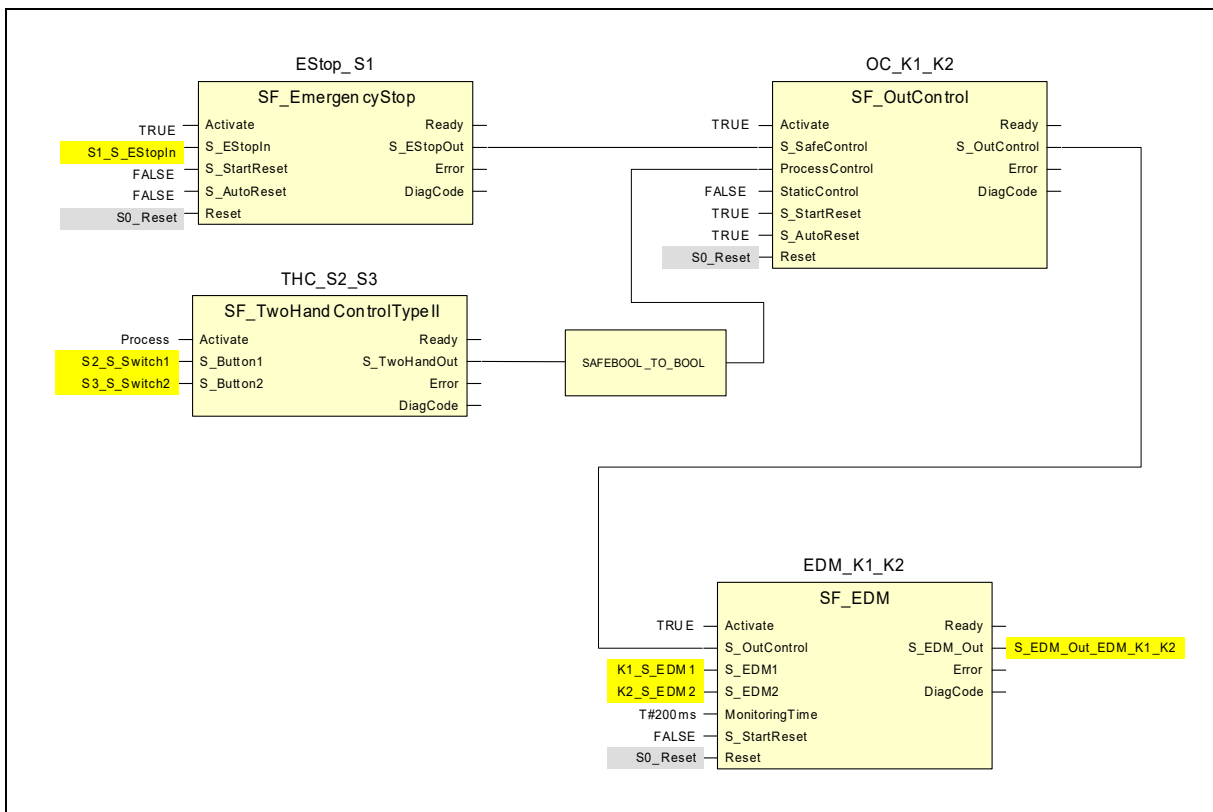 EStop_S1
SF_EmergencyStop
TRUE Activate Ready
S1_S_EStopIn S_EStopIn S_EStopOut
FALSE S_StartReset Error
FALSE S_AutoReset DiagCode
S0_Reset Reset
OC_K1_K2
SF_OutControl
TRUE Activate Ready
S_SafeControl S_OutControl
ProcessControl Error
FALSE StaticControl DiagCode
TRUE S_StartReset
TRUE S_AutoReset
S0_Reset Reset
THC_S2_S3
SF_TwoHandControlTypeII
Process Activate Ready
S2_S_Switch1 S_Button1 S_TwoHandOut
S3_S_Switch2 S_Button2 Error
DiagCode
SAFEBOOL_TO_BOOL
EDM_K1_K2
SF_EDM
TRUE Activate Ready
S_OutControl S_EDM_Out S_EDM_Out_EDM_K1_K2
K1_S_EDM1 S_EDM1 Error
K2_S_EDM2 S_EDM2 DiagCode
T#200ms MonitoringTime
FALSE S_StartReset
S0_Reset Reset